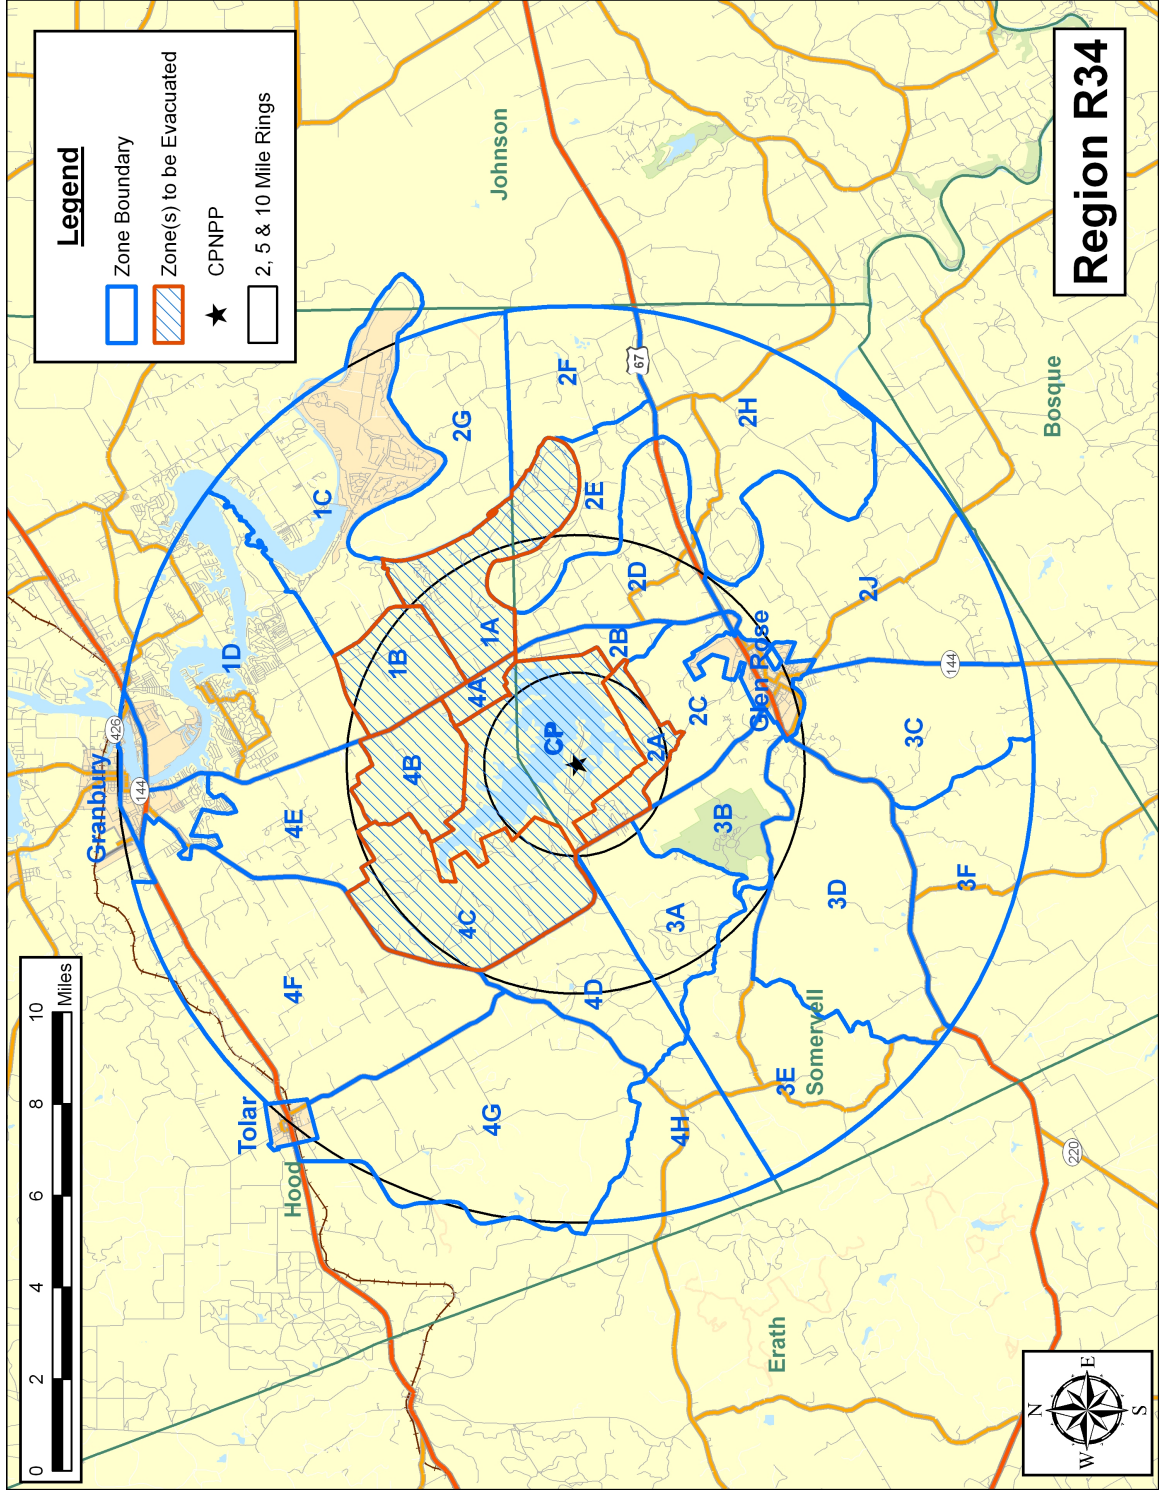 Legend
Zone Boundary
Zone(s) to be Evacuated
CPNPP
2, 5 & 10 Mile Rings
Region R34
0 2 4 6 8 10
Miles
Granbury
Tolar
Glen Rose
Hood
Johnson
Somervell
Bosque
Erath
426
144
67
144
220
CP
1A
1B
1C
1D
2A
2B
2C
2D
2E
2F
2G
2H
2J
3A
3B
3C
3D
3E
3F
4A
4B
4C
4D
4E
4F
4G
4H
N
W E
S